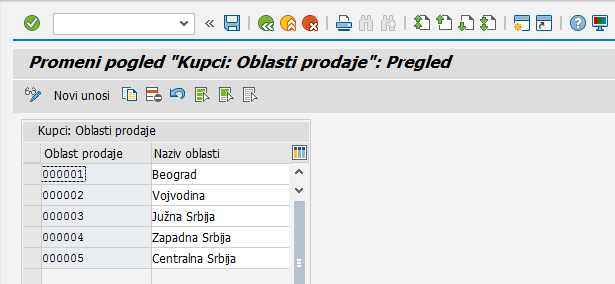 Promeni pogled "Kupci: Oblasti prodaje": Pregled
Novi unosi
Kupci: Oblasti prodaje
Oblast prodaje Naziv oblasti
000001 Beograd
000002 Vojvodina
000003 Južna Srbija
000004 Zapadna Srbija
000005 Centralna Srbija